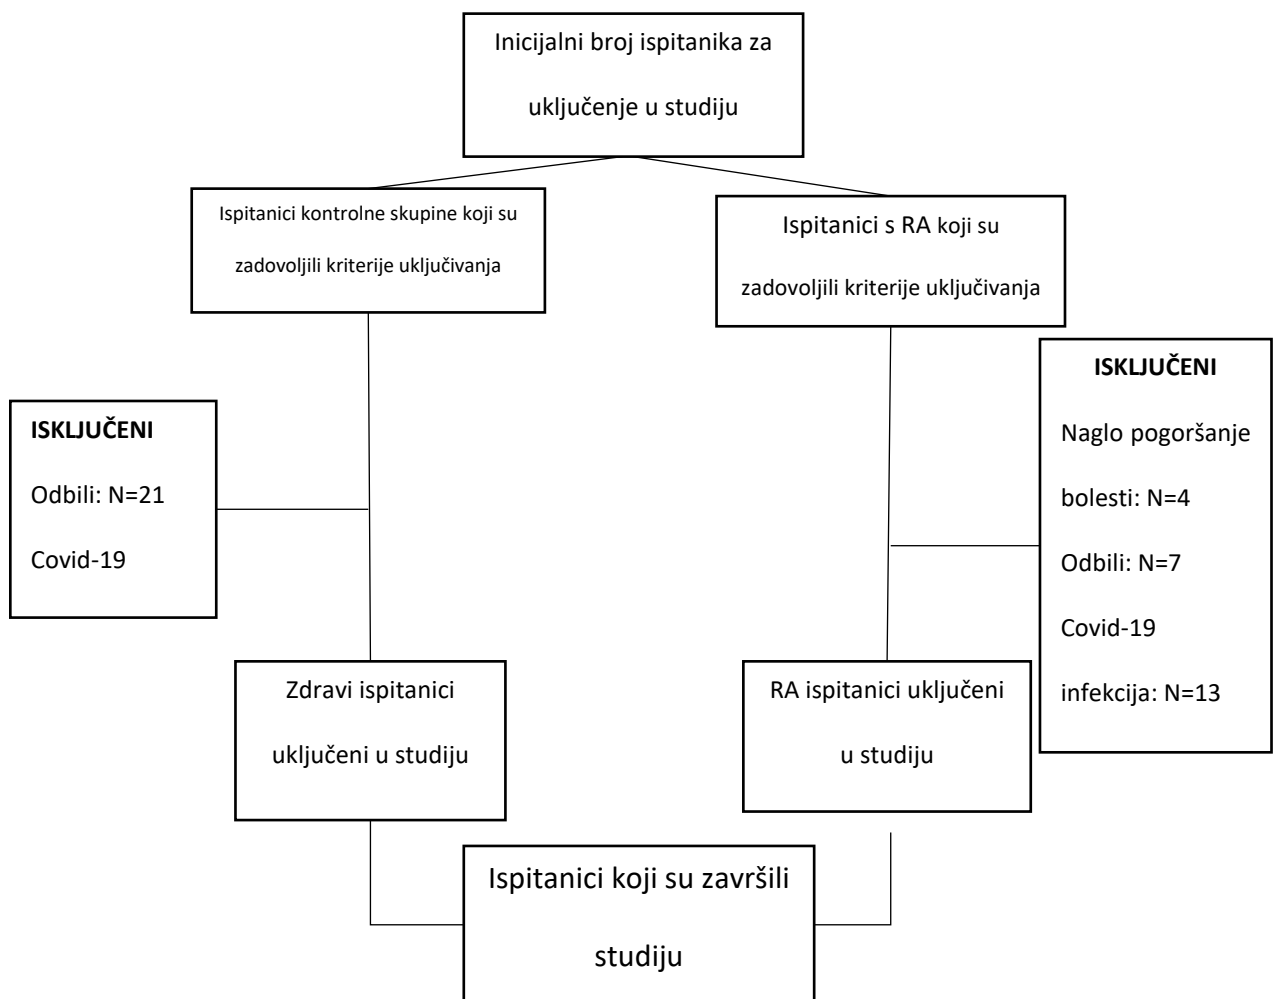 Inicijalni broj ispitanika za
uključenje u studiju
Ispitanici kontrolne skupine koji su
zadovoljili kriterije uključivanja
Ispitanici s RA koji su
zadovoljili kriterije uključivanja
ISKLJUČENI
Odbili: N=21
Covid-19
ISKLJUČENI
Naglo pogoršanje
bolesti: N=4
Odbili: N=7
Covid-19
infekcija: N=13
Zdravi ispitanici
uključeni u studiju
RA ispitanici uključeni
u studiju
Ispitanici koji su završili
studiju